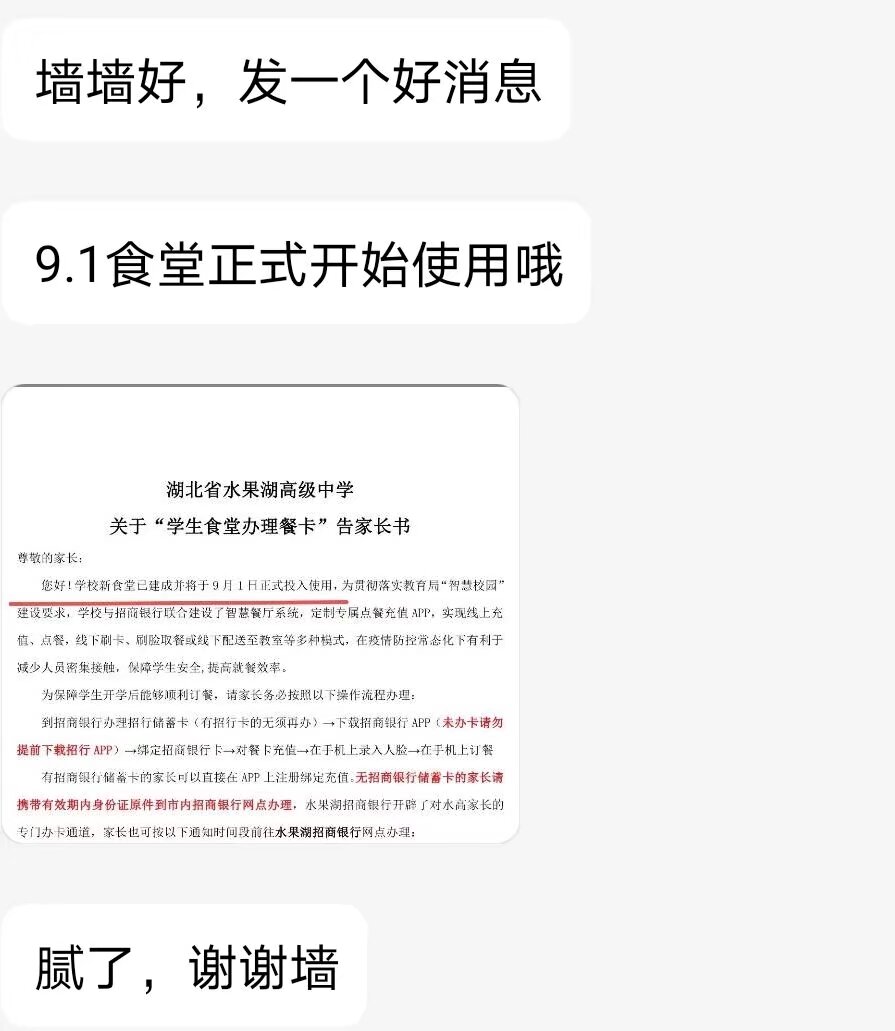 墙墙好，发一个好消息
9.1食堂正式开始使用哦
湖北省水果湖高级中学
关于“学生食堂办理餐卡”告家长书
尊敬的家长：
您好！学校新食堂已建成并将于9月1日正式投入使用，为贯彻落实教育局“智慧校园”
建设要求，学校与招商银行联合建设了智慧餐厅系统，定制专属点餐充值APP，实现线上充
值、点餐，线下刷卡、刷脸取餐或线下配送至教室等多种模式，在疫情防控常态化下有利于
减少人员密集接触，保障学生安全,提高就餐效率。
为保障学生开学后能够顺利订餐，请家长务必按照以下操作流程办理：
到招商银行办理招行储蓄卡（有招行卡的无须再办）→下载招商银行APP（未办卡请勿
提前下载招行APP）→绑定招商银行卡→对餐卡充值→在手机上录入人脸→在手机上订餐
有招商银行储蓄卡的家长可以直接在APP上注册绑定充值。无招商银行储蓄卡的家长请
携带有效期内身份证原件到市内招商银行网点办理，水果湖招商银行开辟了对水高家长的
专门办卡通道，家长也可按以下通知时间段前往水果湖招商银行网点办理：
腻了，谢谢墙